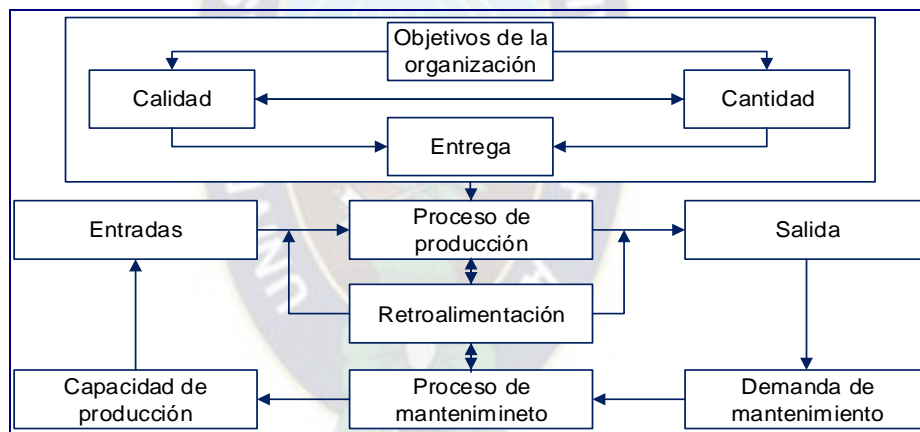 Objetivos de la
organización
Calidad
Cantidad
Entrega
Entradas
Proceso de
producción
Salida
Retroalimentación
Capacidad de
producción
Proceso de
mantenimineto
Demanda de
mantenimiento